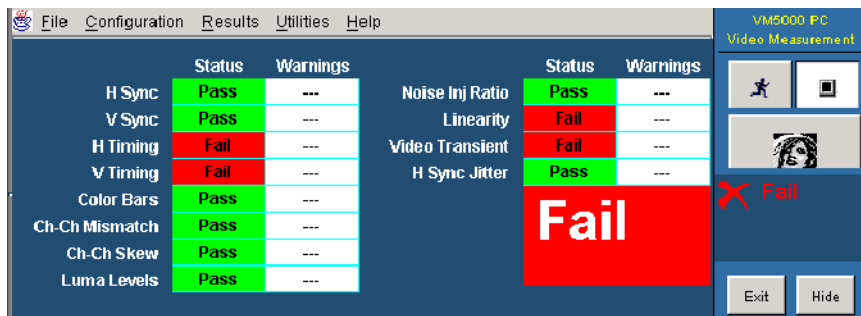 File Configuration Results Utilities Help
VM5000 PC
Video Measurement
Status Warnings Status Warnings
H Sync Pass --- Noise Inj Ratio Pass ---
V Sync Pass --- Linearity Fail ---
H Timing Fail --- Video Transient Fail ---
V Timing Fail --- H Sync Jitter Pass ---
Color Bars Pass ---
Ch-Ch Mismatch Pass ---
Ch-Ch Skew Pass ---
Luma Levels Pass ---
Fail
Fail
Exit Hide